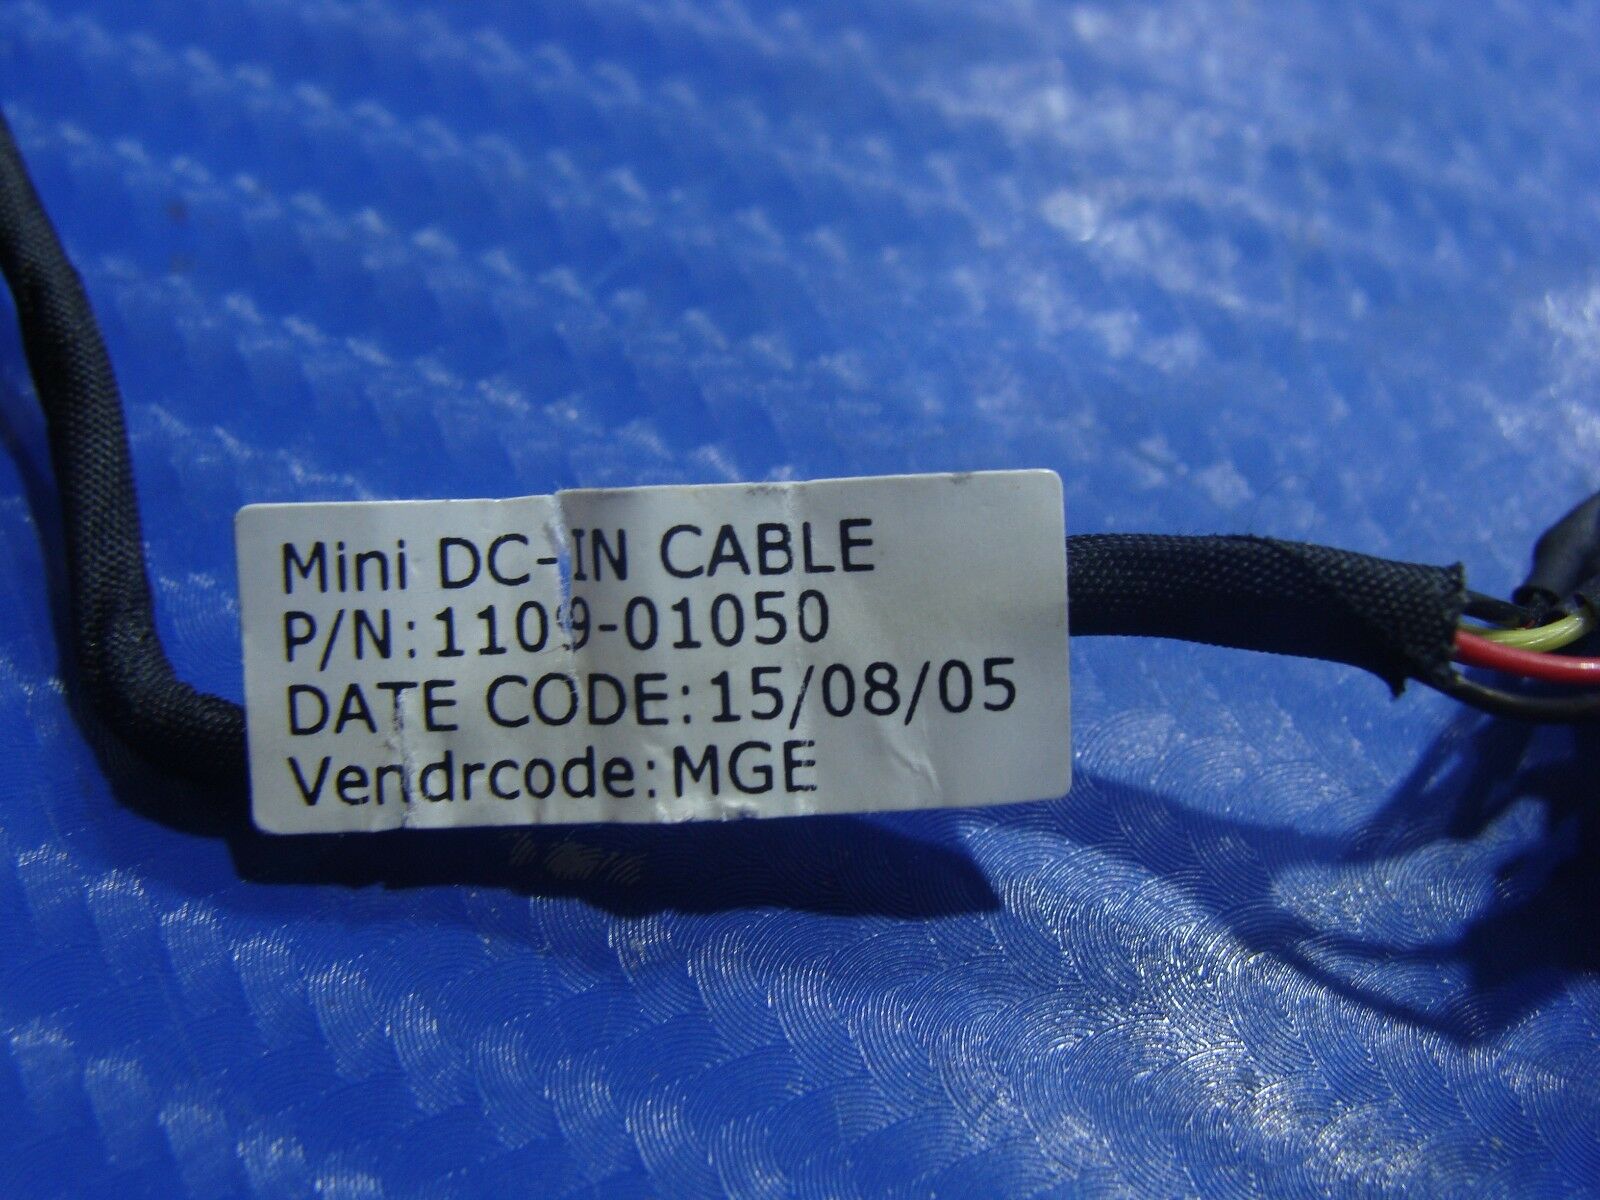 Mini DC-IN CABLE
P/N:1109-01050
DATE CODE:15/08/05
Vendrcode:MGE